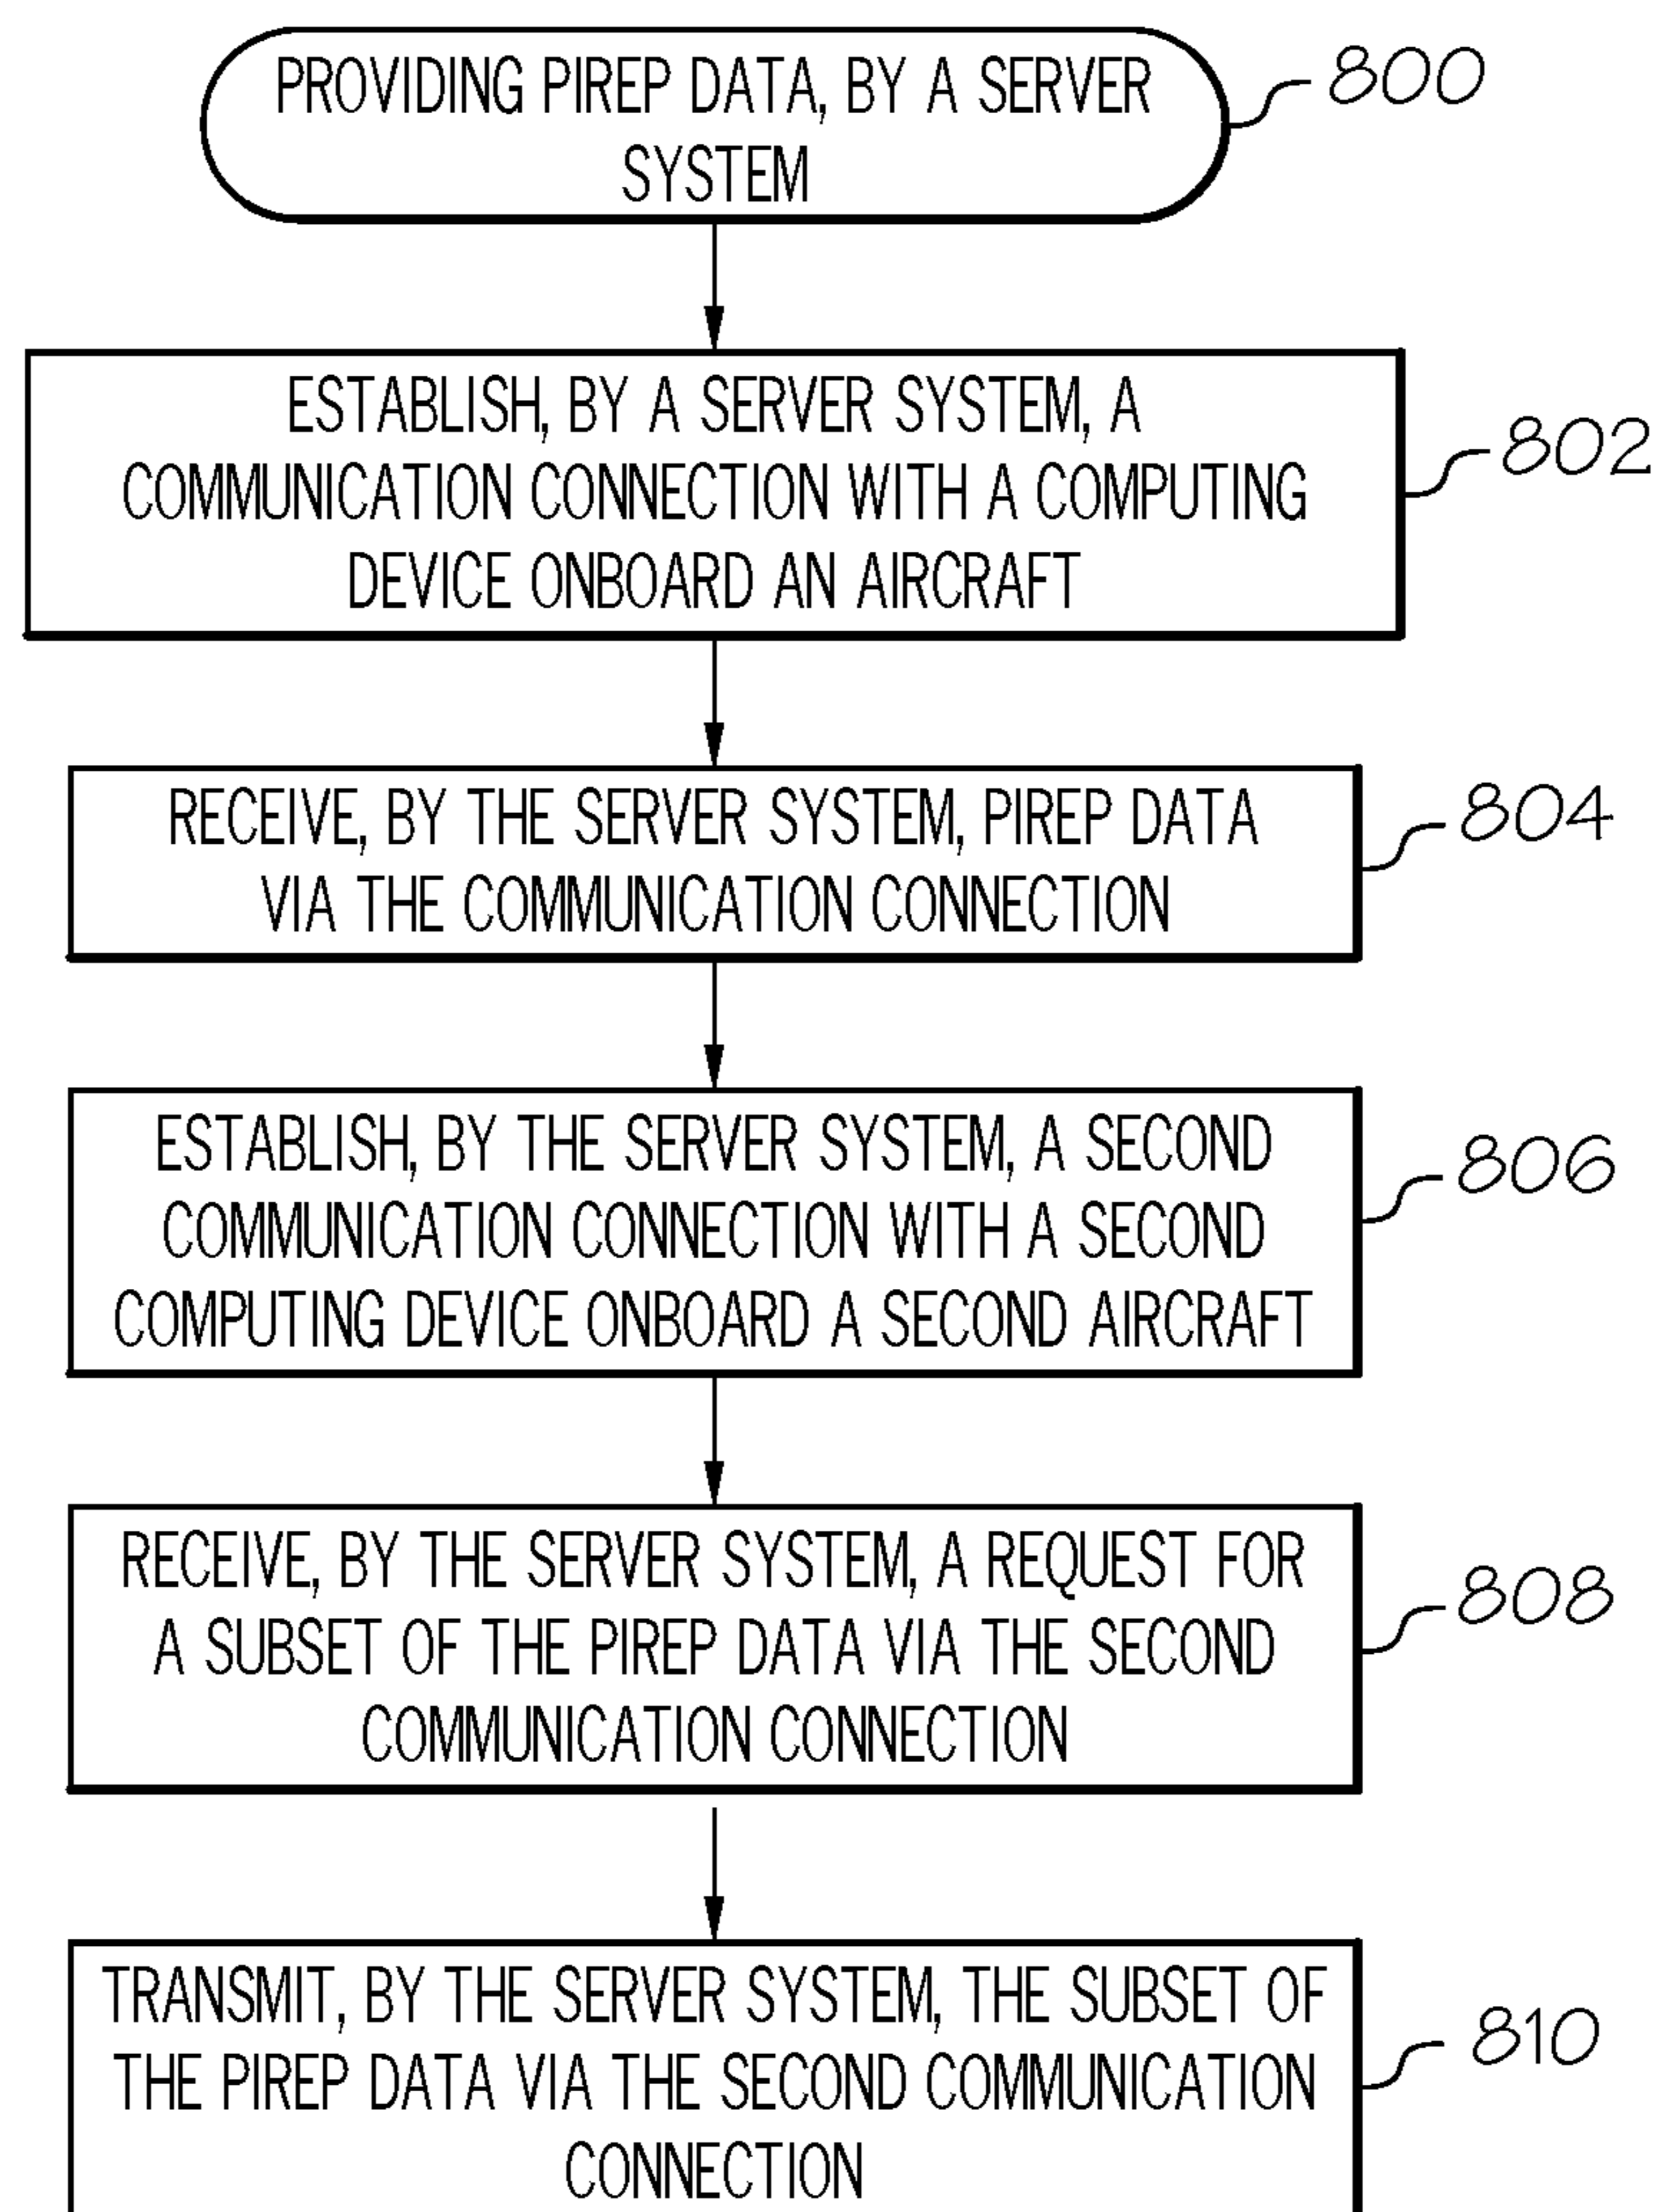 PROVIDING PIREP DATA, BY A SERVER
SYSTEM
800
ESTABLISH, BY A SERVER SYSTEM, A
COMMUNICATION CONNECTION WITH A COMPUTING
DEVICE ONBOARD AN AIRCRAFT
802
RECEIVE, BY THE SERVER SYSTEM, PIREP DATA
VIA THE COMMUNICATION CONNECTION
804
ESTABLISH, BY THE SERVER SYSTEM, A SECOND
COMMUNICATION CONNECTION WITH A SECOND
COMPUTING DEVICE ONBOARD A SECOND AIRCRAFT
806
RECEIVE, BY THE SERVER SYSTEM, A REQUEST FOR
A SUBSET OF THE PIREP DATA VIA THE SECOND
COMMUNICATION CONNECTION
808
TRANSMIT, BY THE SERVER SYSTEM, THE SUBSET OF
THE PIREP DATA VIA THE SECOND COMMUNICATION
CONNECTION
810